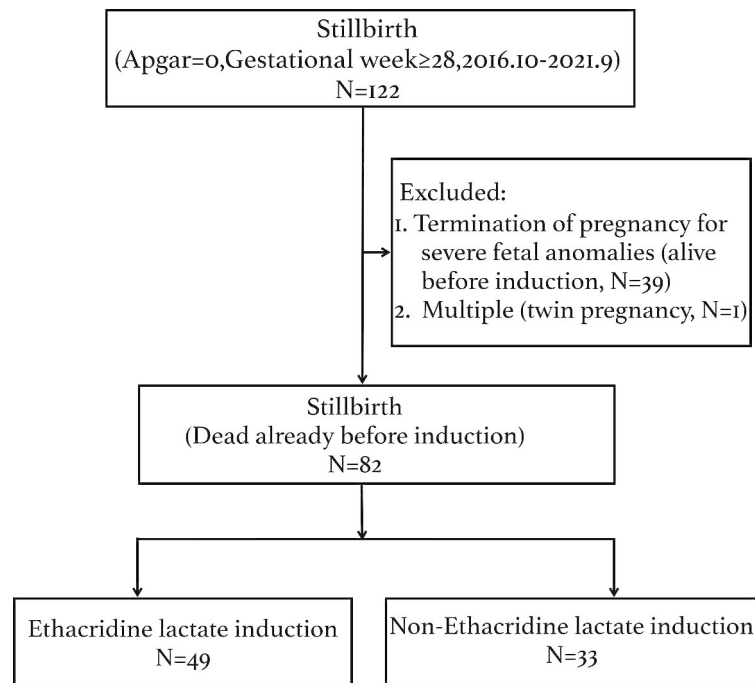 Stillbirth
(Apgar=0,Gestational week≥28,2016.10-2021.9)
N=122
Excluded:
1. Termination of pregnancy for
severe fetal anomalies (alive
before induction, N=39)
2. Multiple (twin pregnancy, N=1)
Stillbirth
(Dead already before induction)
N=82
Ethacridine lactate induction
N=49
Non-Ethacridine lactate induction
N=33